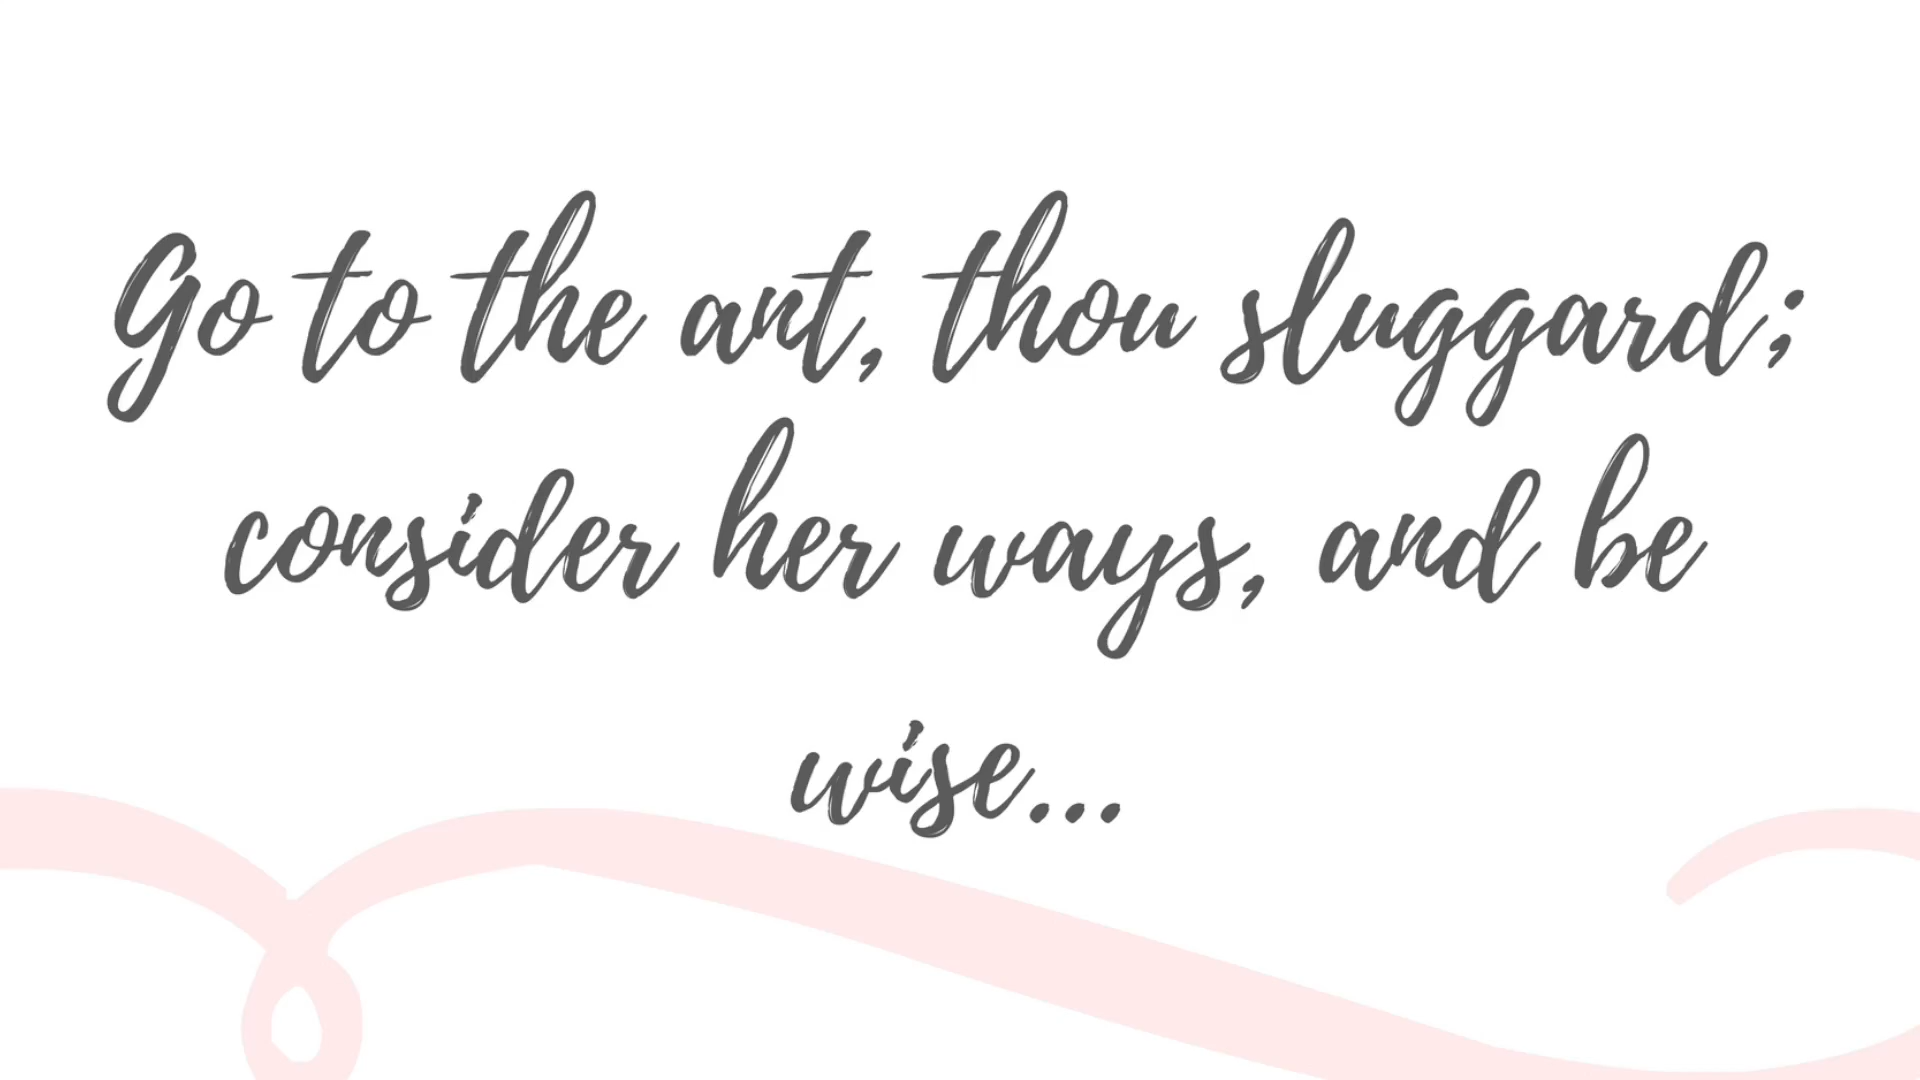 Go to the ant, thou sluggard;
consider her ways, and be
wise...